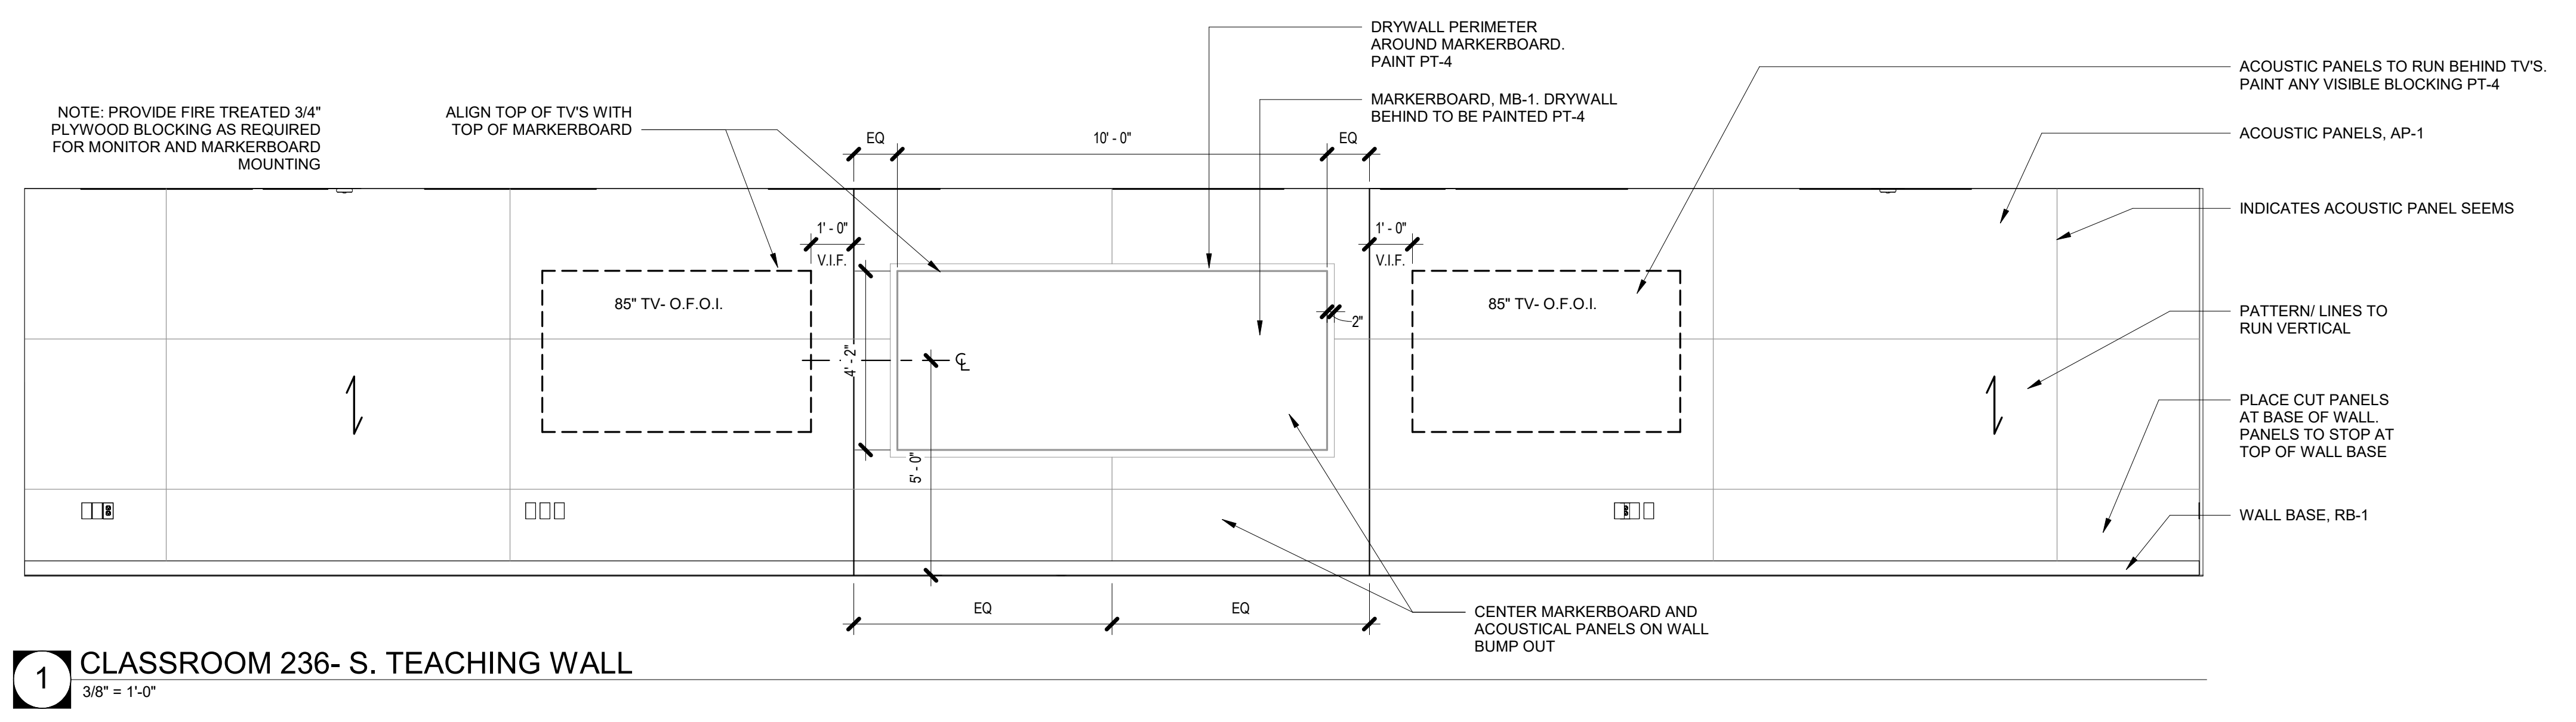 DRYWALL PERIMETER
AROUND MARKERBOARD.
PAINT PT-4
ACOUSTIC PANELS TO RUN BEHIND TV'S.
PAINT ANY VISIBLE BLOCKING PT-4
NOTE: PROVIDE FIRE TREATED 3/4"
PLYWOOD BLOCKING AS REQUIRED
FOR MONITOR AND MARKERBOARD
MOUNTING
ALIGN TOP OF TV'S WITH
TOP OF MARKERBOARD
MARKERBOARD, MB-1. DRYWALL
BEHIND TO BE PAINTED PT-4
ACOUSTIC PANELS, AP-1
EQ
10' - 0"
EQ
INDICATES ACOUSTIC PANEL SEEMS
1' - 0"
V.I.F.
1' - 0"
V.I.F.
85" TV- O.F.O.I.
85" TV- O.F.O.I.
2"
PATTERN/ LINES TO
RUN VERTICAL
4' - 2"
CL
5' - 0"
PLACE CUT PANELS
AT BASE OF WALL.
PANELS TO STOP AT
TOP OF WALL BASE
WALL BASE, RB-1
EQ
EQ
CENTER MARKERBOARD AND
ACOUSTICAL PANELS ON WALL
BUMP OUT
1
CLASSROOM 236- S. TEACHING WALL
3/8" = 1'-0"